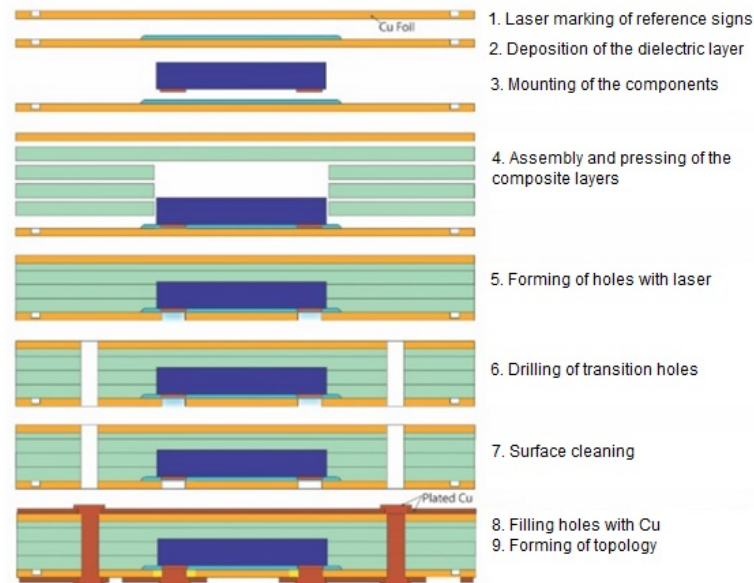 Cu Foil
1. Laser marking of reference signs
2. Deposition of the dielectric layer
3. Mounting of the components
4. Assembly and pressing of the
composite layers
5. Forming of holes with laser
6. Drilling of transition holes
7. Surface cleaning
Plated Cu
8. Filling holes with Cu
9. Forming of topology